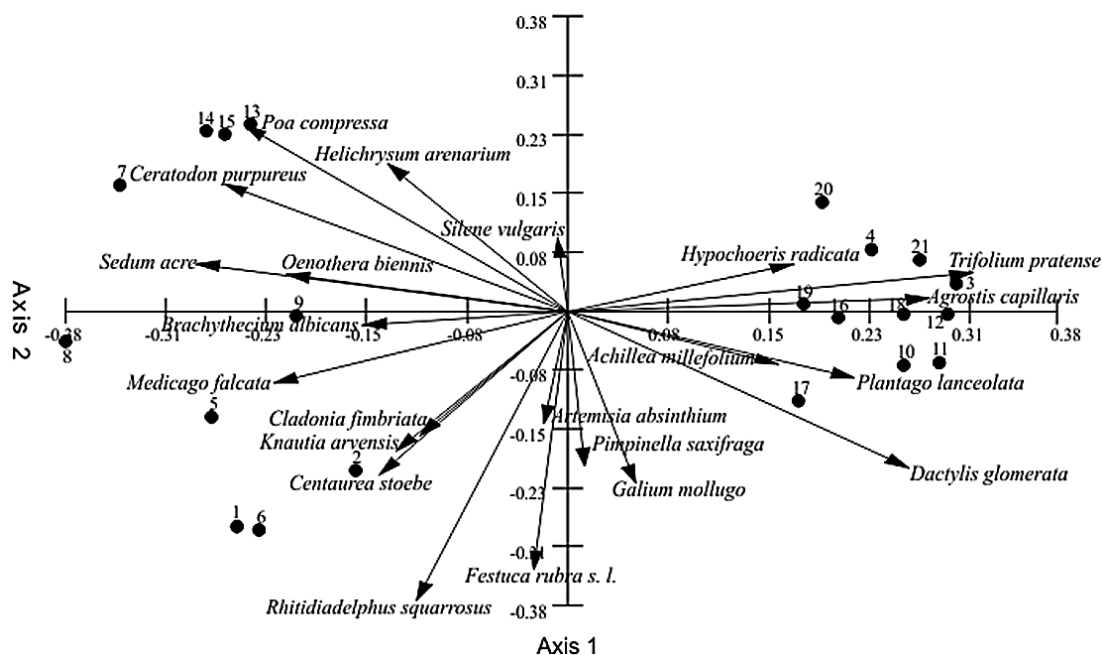 0.38
0.31
0.23
14 15 13 Poa compressa
Helichrysum arenarium
7 Ceratodon purpureus
0.15
20
Silene vulgaris
4
21
0.08
Hypochoeris radicata
Trifolium pratense
Sedum acre
Oenothera biennis
3
9
19
Agrostis capillaris
Axis 2
-0.38 -0.31 -0.23 -0.15 -0.08 0.08 0.15 0.23 0.31 0.38
Brachythecium albicans
16
18
12
8
Achillea millefolium
10
11
-0.08
Medicago falcata
Plantago lanceolata
5
17
Cladonia fimbriata
Artemisia absinthium
-0.15
Knautia arvensis
Pimpinella saxifraga
2
Centaurea stoebe
Dactylis glomerata
-0.23
Galium mollugo
1 6
Festuca rubra s. l.
Rhitidiadelphus squarrosus
-0.38
Axis 1